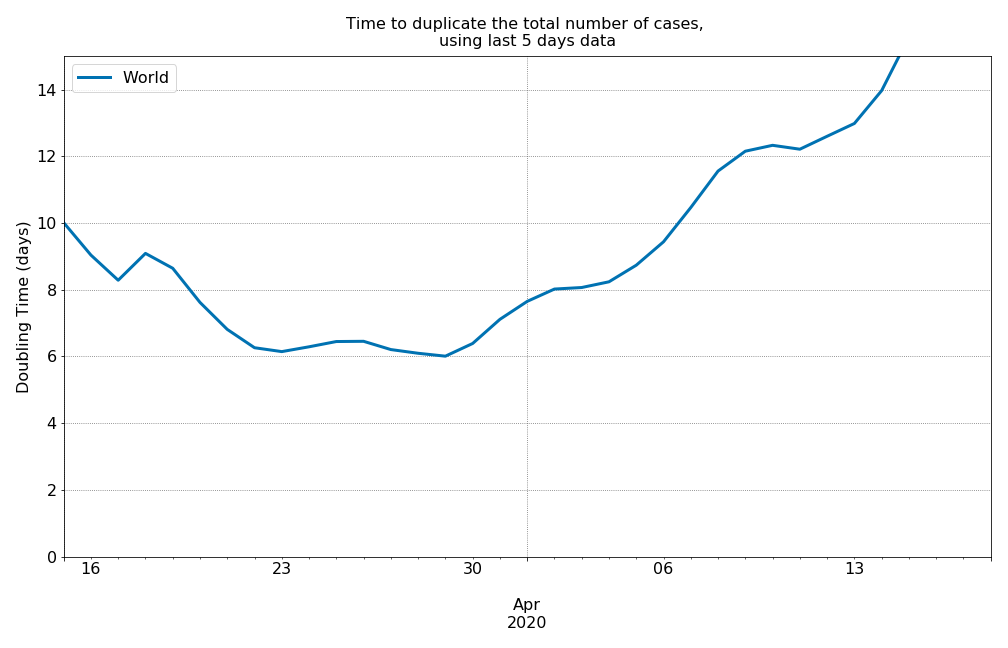 Time to duplicate the total number of cases,
using last 5 days data
World
Doubling Time (days)
14
12
10
8
6
4
2
0
16
23
30
06
13
Apr
2020